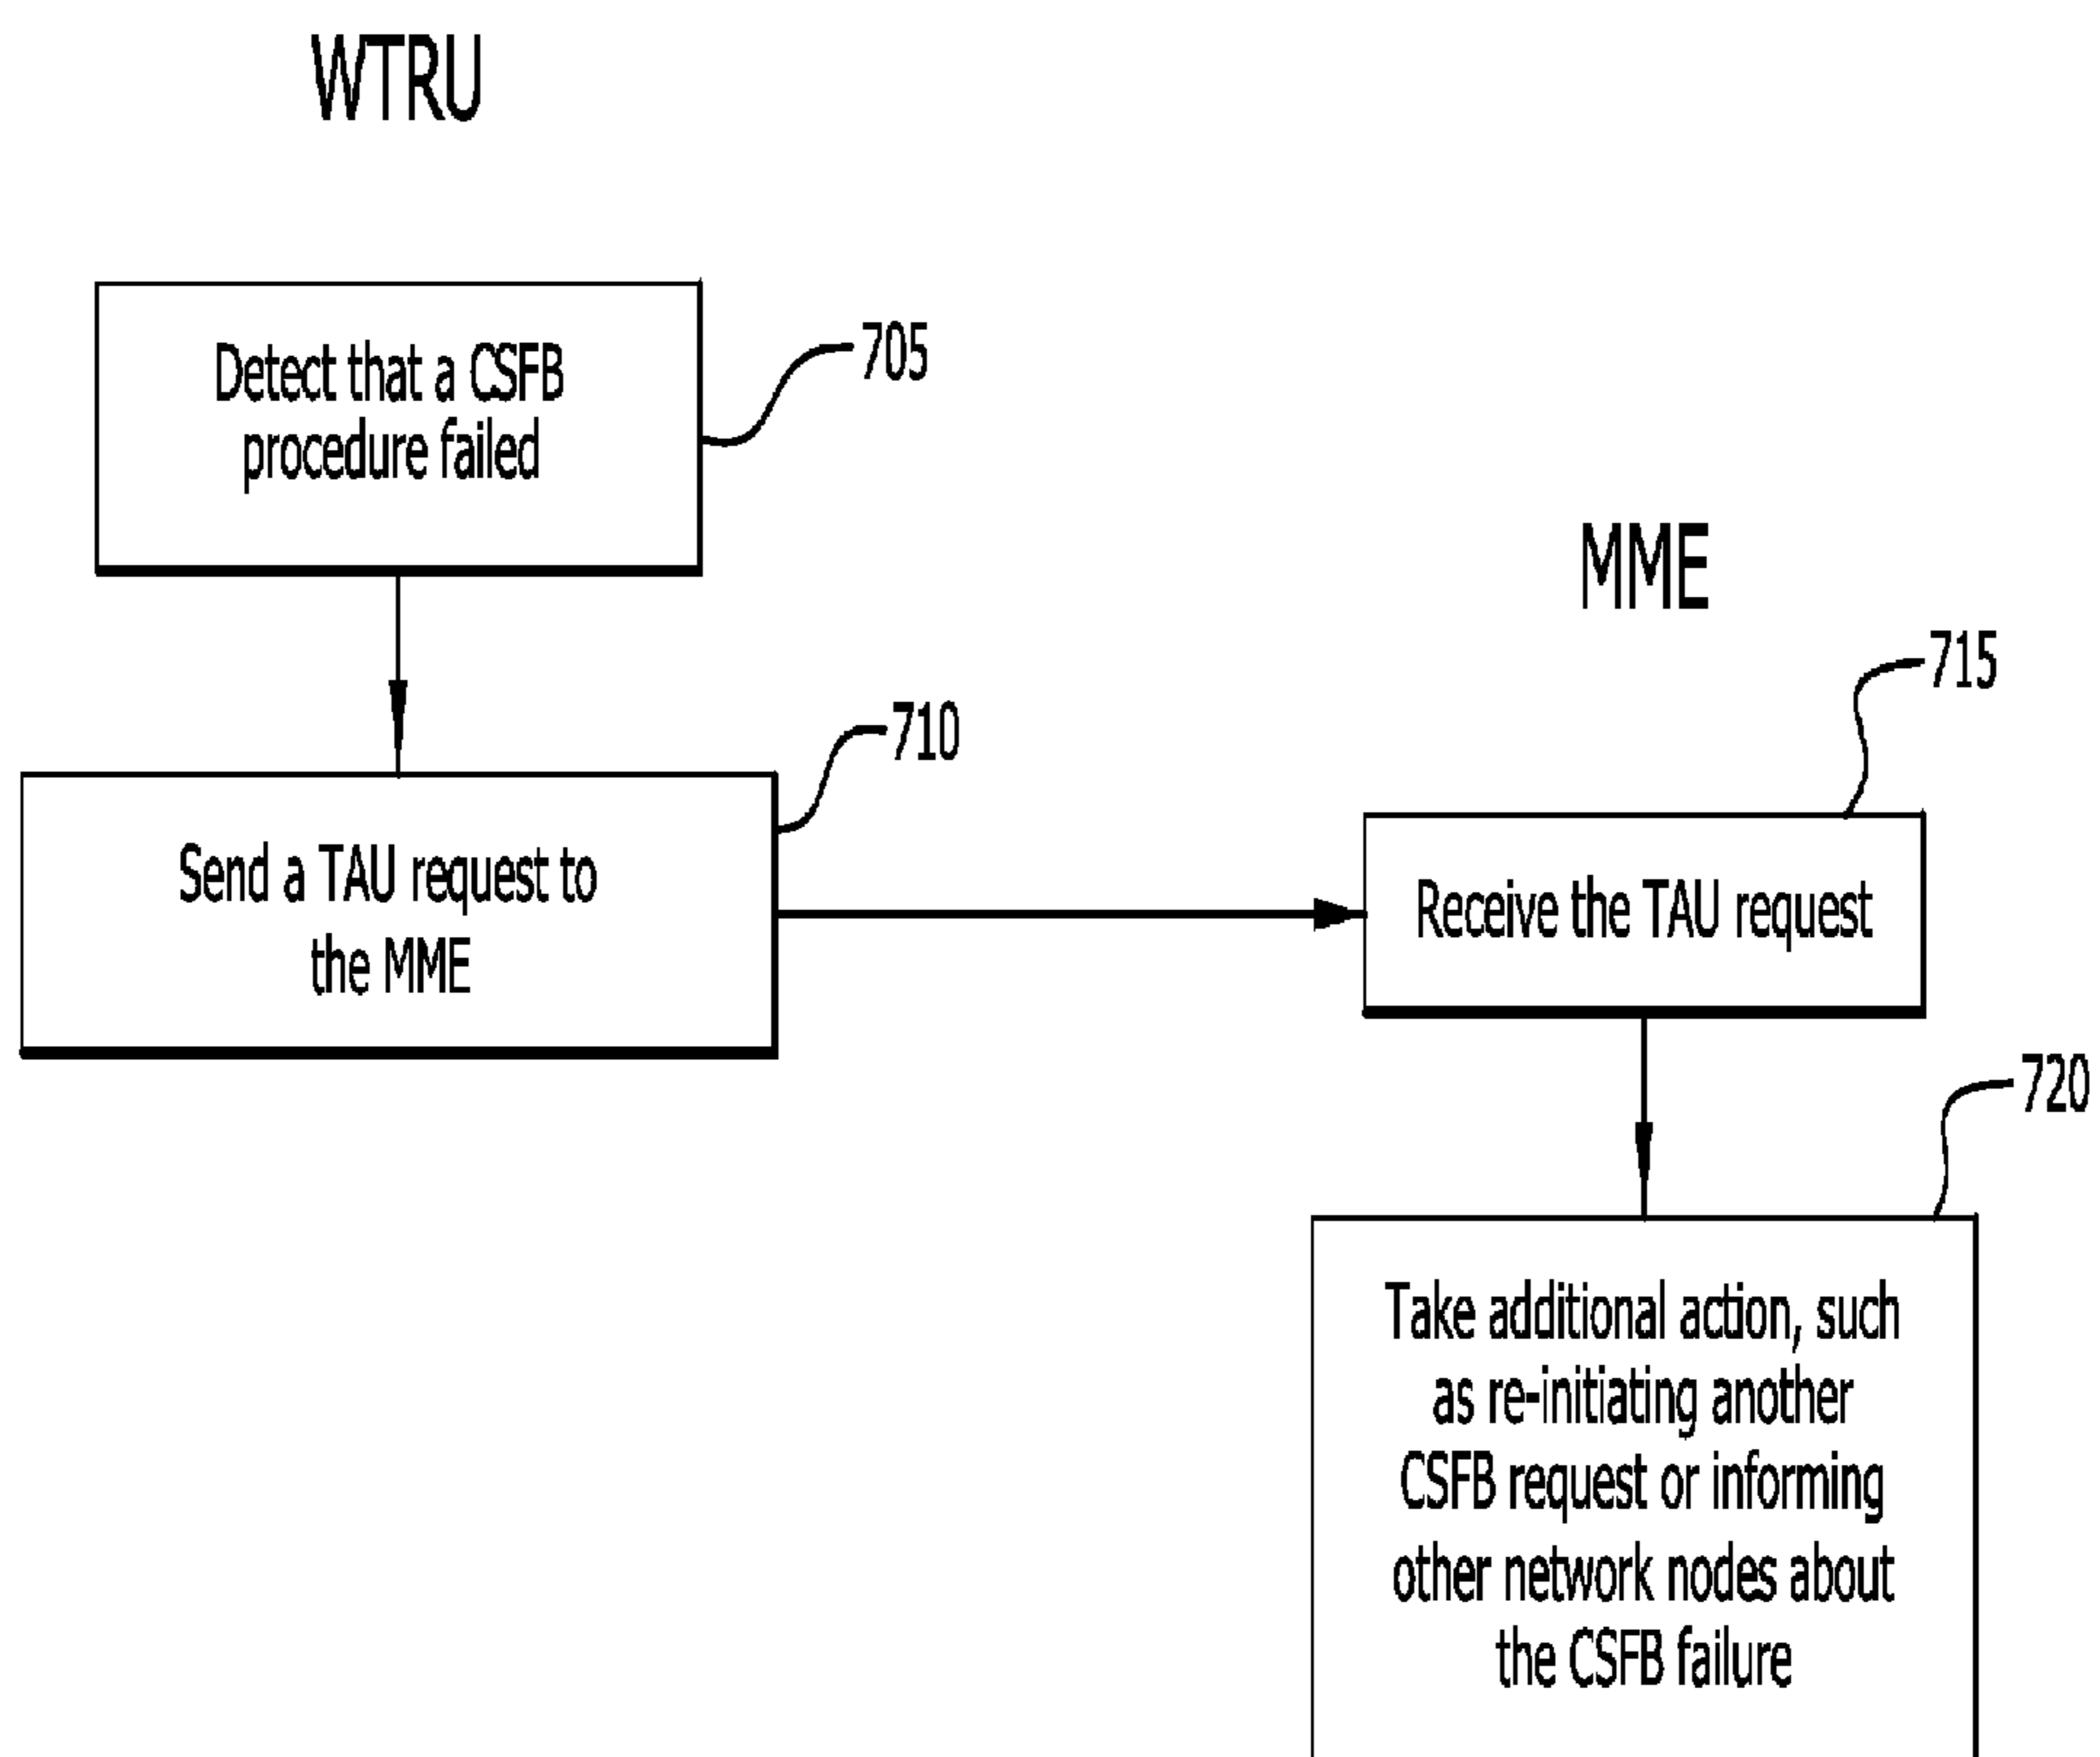 WTRU
Detect that a CSFB
procedure failed
705
MME
715
710
Send a TAU request to
the MME
Receive the TAU request
720
Take additional action, such
as re-initiating another
CSFB request or informing
other network nodes about
the CSFB failure